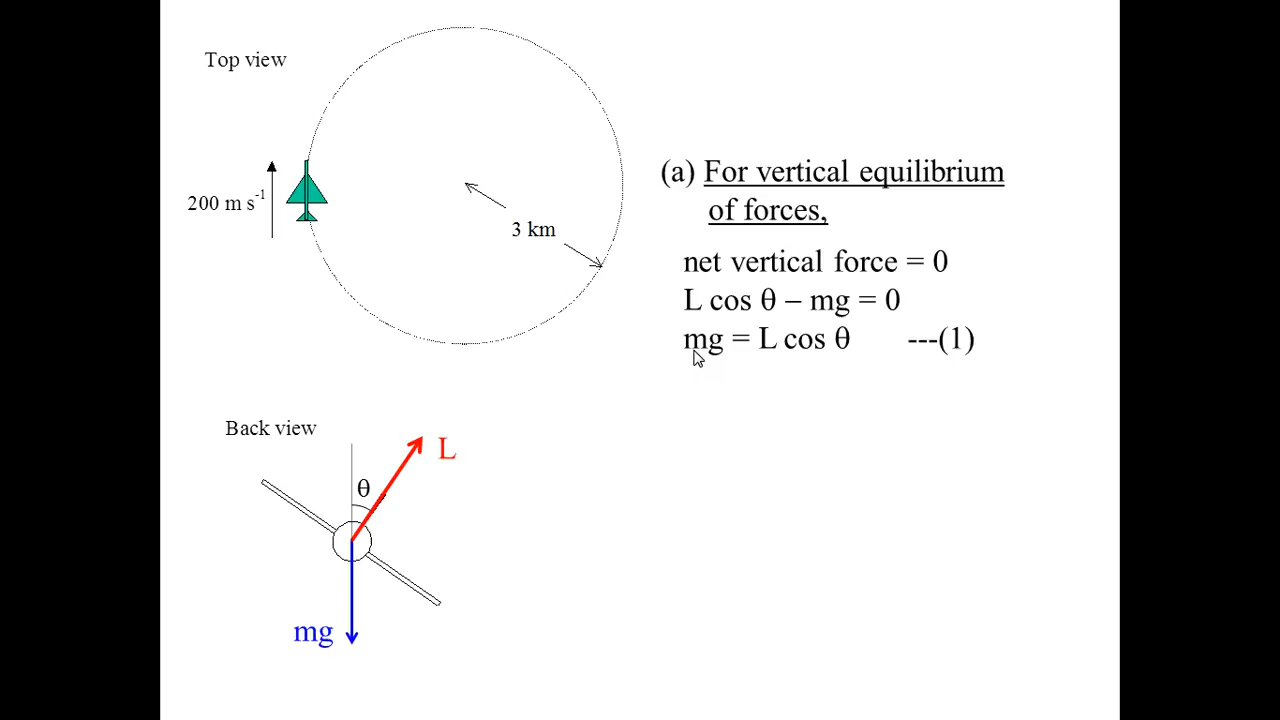 Top view
200 m s⁻¹
3 km
(a) For vertical equilibrium
of forces,
net vertical force = 0
L cos θ – mg = 0
mg = L cos θ ---(1)
Back view
L
θ
mg